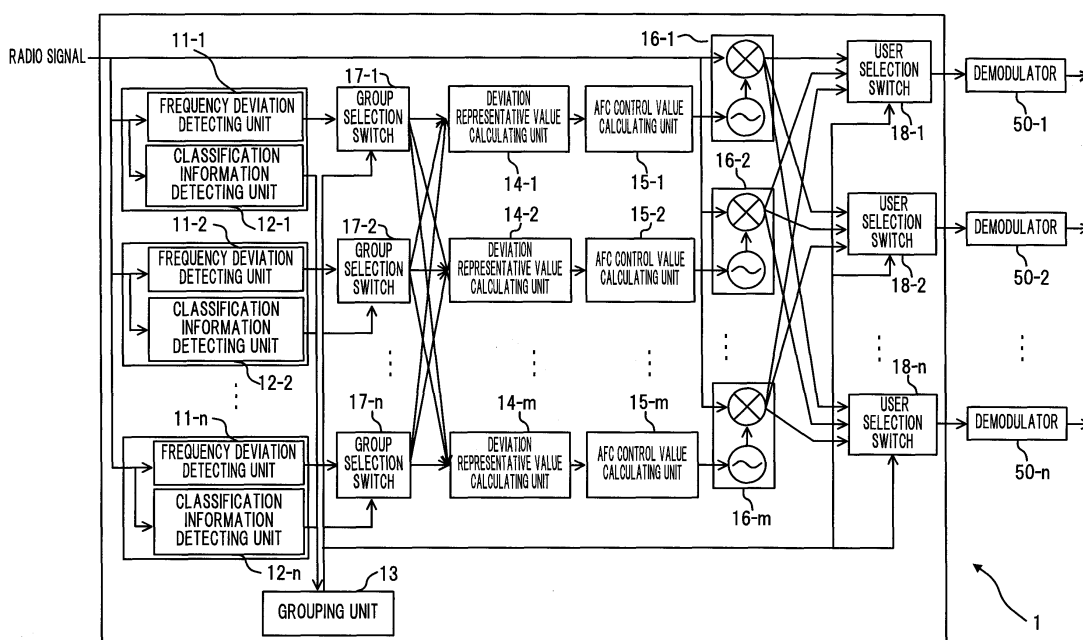 RADIO SIGNAL
11-1
FREQUENCY DEVIATION
DETECTING UNIT
CLASSIFICATION
INFORMATION
DETECTING UNIT
12-1
17-1
GROUP
SELECTION
SWITCH
DEVIATION
REPRESENTATIVE VALUE
CALCULATING UNIT
14-1
AFC CONTROL VALUE
CALCULATING UNIT
15-1
16-1
USER
SELECTION
SWITCH
18-1
DEMODULATOR
50-1
11-2
FREQUENCY DEVIATION
DETECTING UNIT
CLASSIFICATION
INFORMATION
DETECTING UNIT
12-2
17-2
GROUP
SELECTION
SWITCH
14-2
DEVIATION
REPRESENTATIVE VALUE
CALCULATING UNIT
15-2
AFC CONTROL VALUE
CALCULATING UNIT
16-2
USER
SELECTION
SWITCH
18-2
DEMODULATOR
50-2
11-n
FREQUENCY DEVIATION
DETECTING UNIT
CLASSIFICATION
INFORMATION
DETECTING UNIT
12-n
17-n
GROUP
SELECTION
SWITCH
14-m
DEVIATION
REPRESENTATIVE VALUE
CALCULATING UNIT
15-m
AFC CONTROL VALUE
CALCULATING UNIT
16-m
18-n
USER
SELECTION
SWITCH
DEMODULATOR
50-n
13
GROUPING UNIT
1